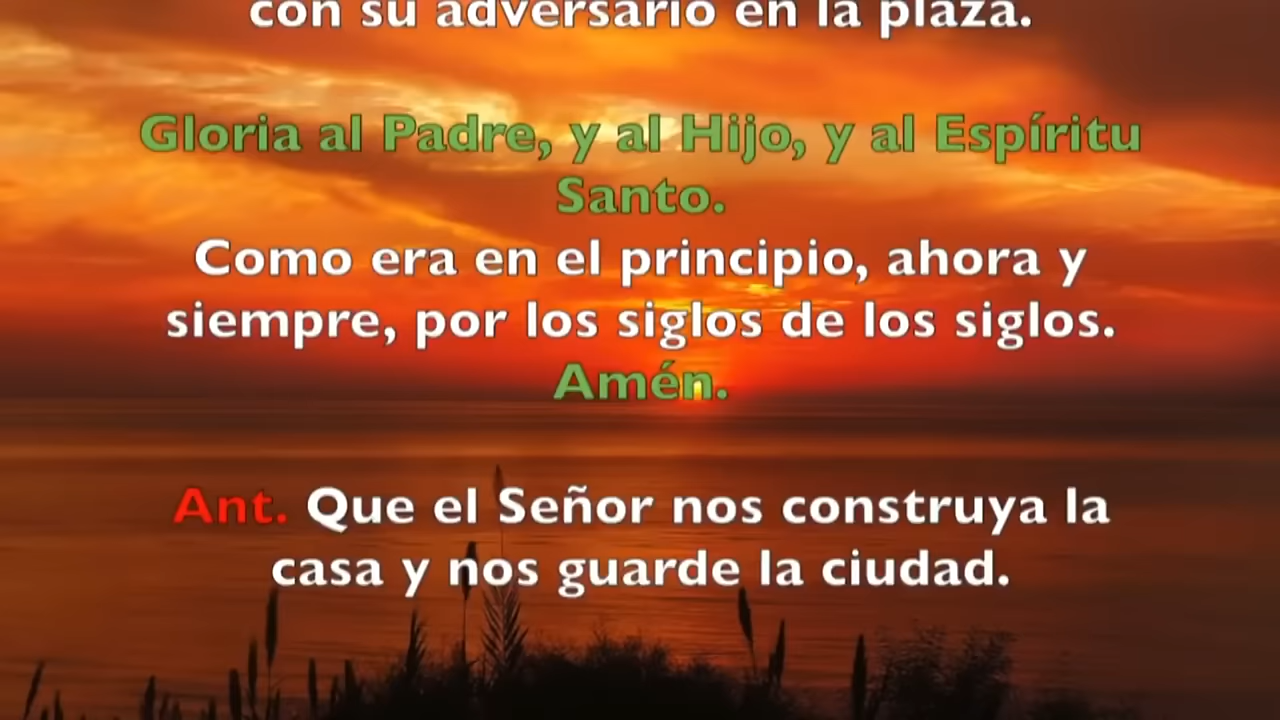 con su adversario en la plaza.
Gloria al Padre, y al Hijo, y al Espíritu
Santo.
Como era en el principio, ahora y
siempre, por los siglos de los siglos.
Amén.
Ant. Que el Señor nos construya la
casa y nos guarde la ciudad.